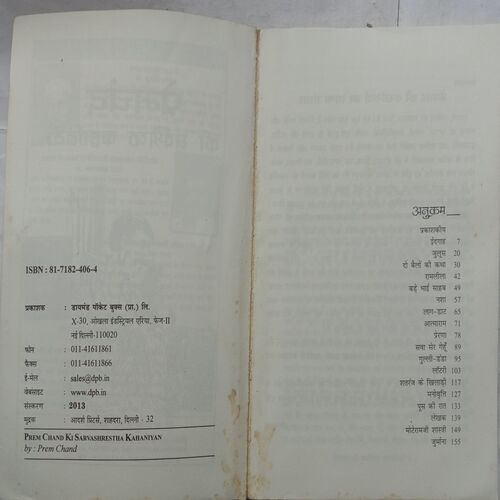 ISBN : 81-7182-406-4
प्रकाशक : डायमंड पॉकेट बुक्स (प्रा.) लि.
X-30, ओखला इंडस्ट्रियल एरिया, फेज-II
नई दिल्ली-110020
फोन : 011-41611861
फैक्स : 011-41611866
ई-मेल : sales@dpb.in
वेबसाइट : www.dpb.in
संस्करण : 2013
मुद्रक : आदर्श प्रिंटर्स, शाहदरा, दिल्ली - 32
PREM CHAND KI SARVASHRESTHA KAHANIYAN
by : Prem Chand
अनुक्रम
प्रकाशकीय
ईदगाह 7
जुलूस 20
दो बैलों की कथा 30
रामलीला 42
बड़े भाई साहब 49
नशा 57
लाग-डाट 65
आत्माराम 71
प्रेरणा 78
सवा सेर गेहूँ 89
गुल्ली-डंडा 95
लॉटरी 103
शतरंज के खिलाड़ी 117
मनोवृत्ति 127
पूस की रात 133
लेखक 139
मोटेरामजी शास्त्री 149
जुर्माना 155